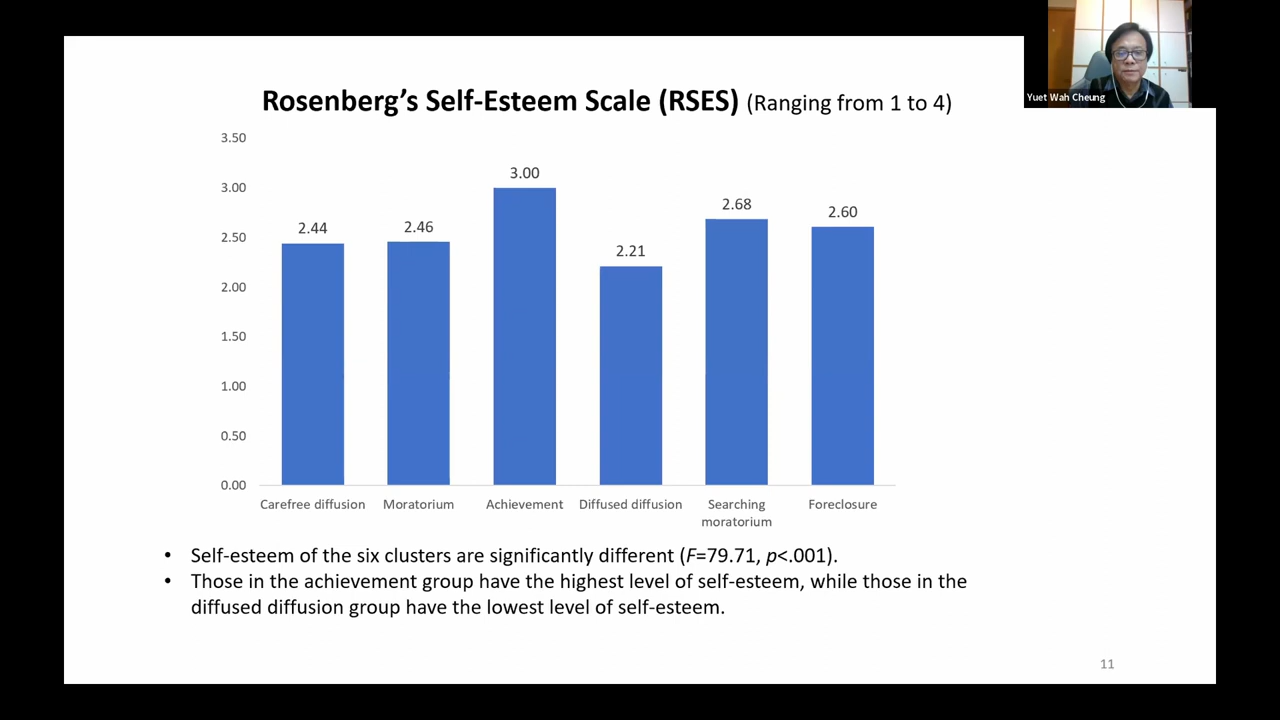 Yuet Wah Cheung
Rosenberg’s Self-Esteem Scale (RSES) (Ranging from 1 to 4)
3.50
3.00
2.50
2.00
1.50
1.00
0.50
0.00
2.44
2.46
3.00
2.21
2.68
2.60
Carefree diffusion
Moratorium
Achievement
Diffused diffusion
Searching
moratorium
Foreclosure
• Self-esteem of the six clusters are significantly different (F=79.71, p<.001).
• Those in the achievement group have the highest level of self-esteem, while those in the
diffused diffusion group have the lowest level of self-esteem.
11